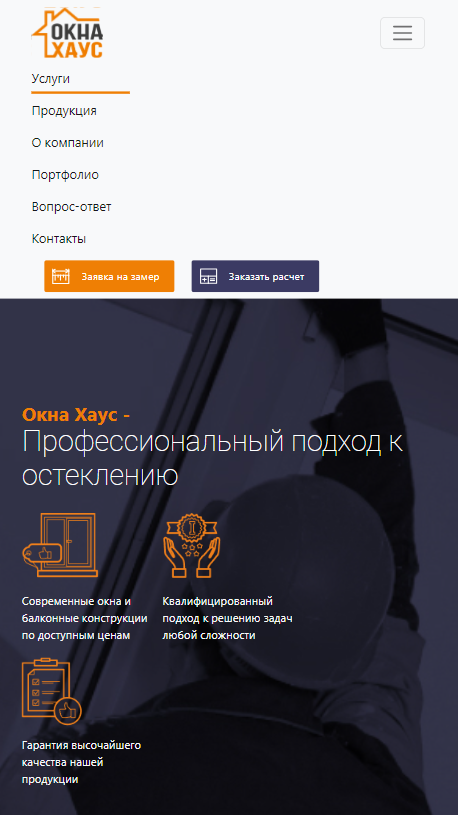 ОКНА
ХАУС
Услуги
Продукция
О компании
Портфолио
Вопрос-ответ
Контакты
Заявка на замер
Заказать расчет
Окна Хаус -
Профессиональный подход к
остеклению
Современные окна и
балконные конструкции
по доступным ценам
Квалифицированный
подход к решению задач
любой сложности
Гарантия высочайшего
качества нашей
продукции